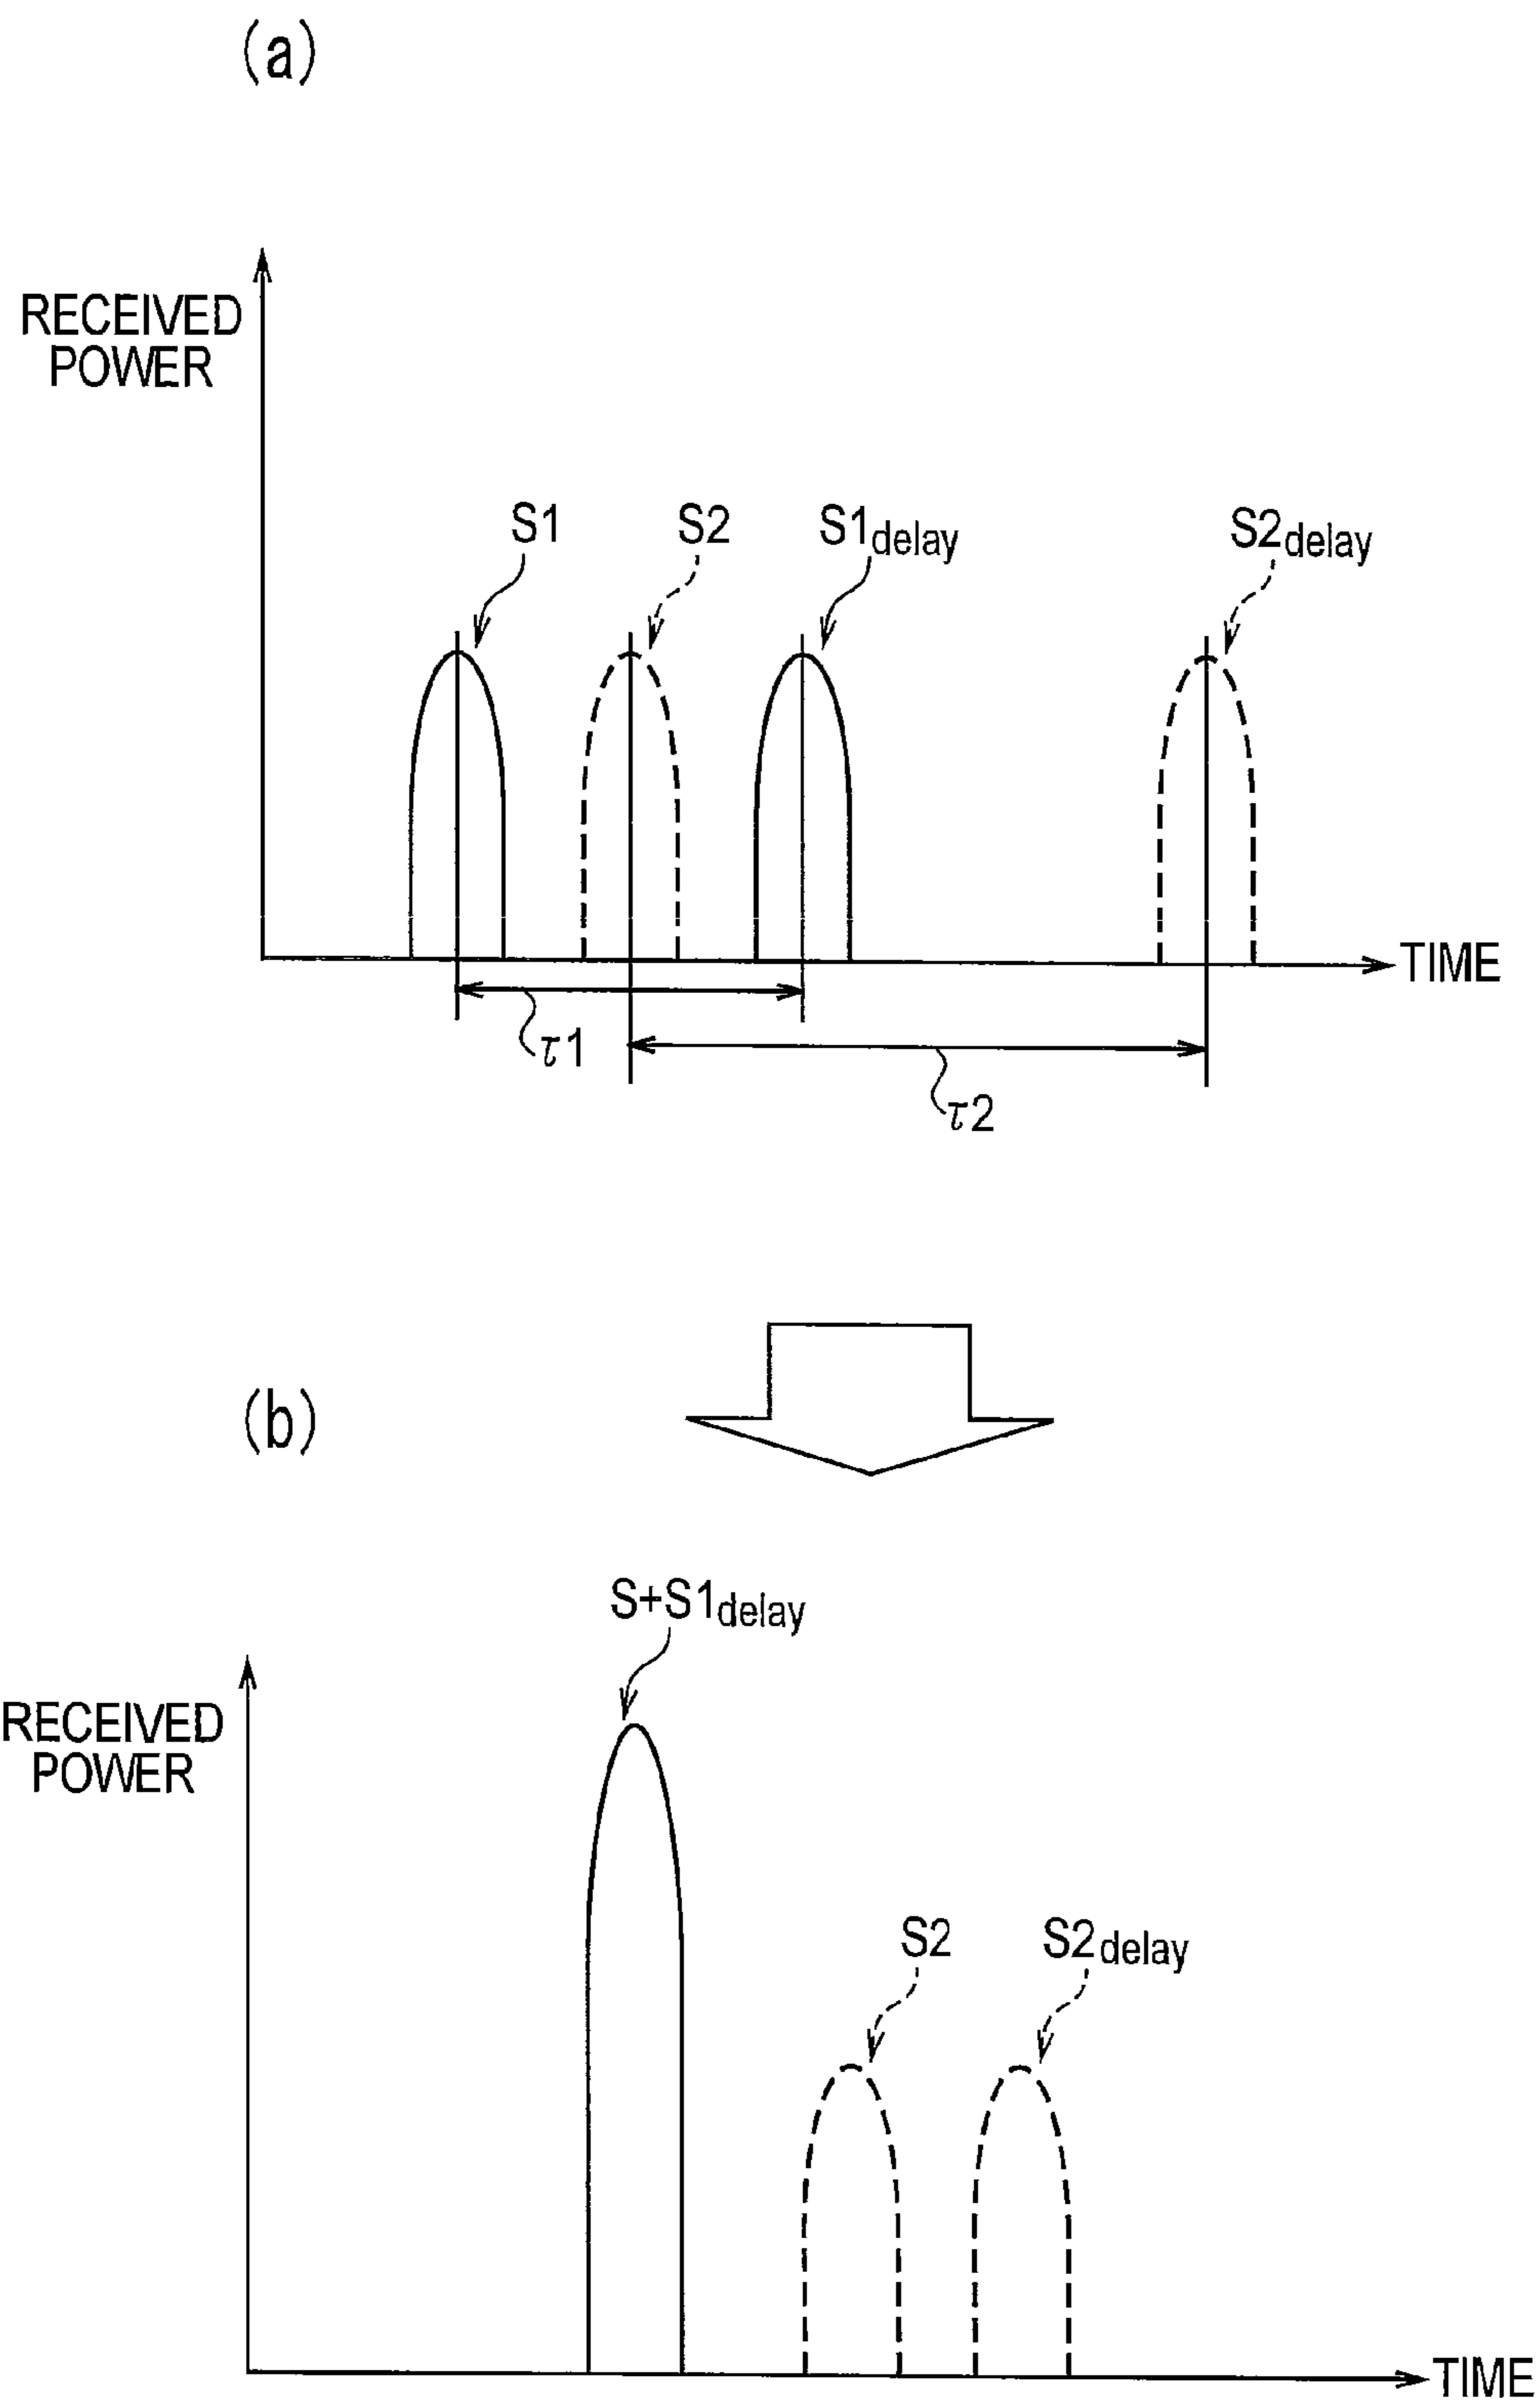 (a)
RECEIVED
POWER
S1
S2
S1delay
S2delay
TIME
τ1
τ2
(b)
S+S1delay
RECEIVED
POWER
S2
S2delay
TIME